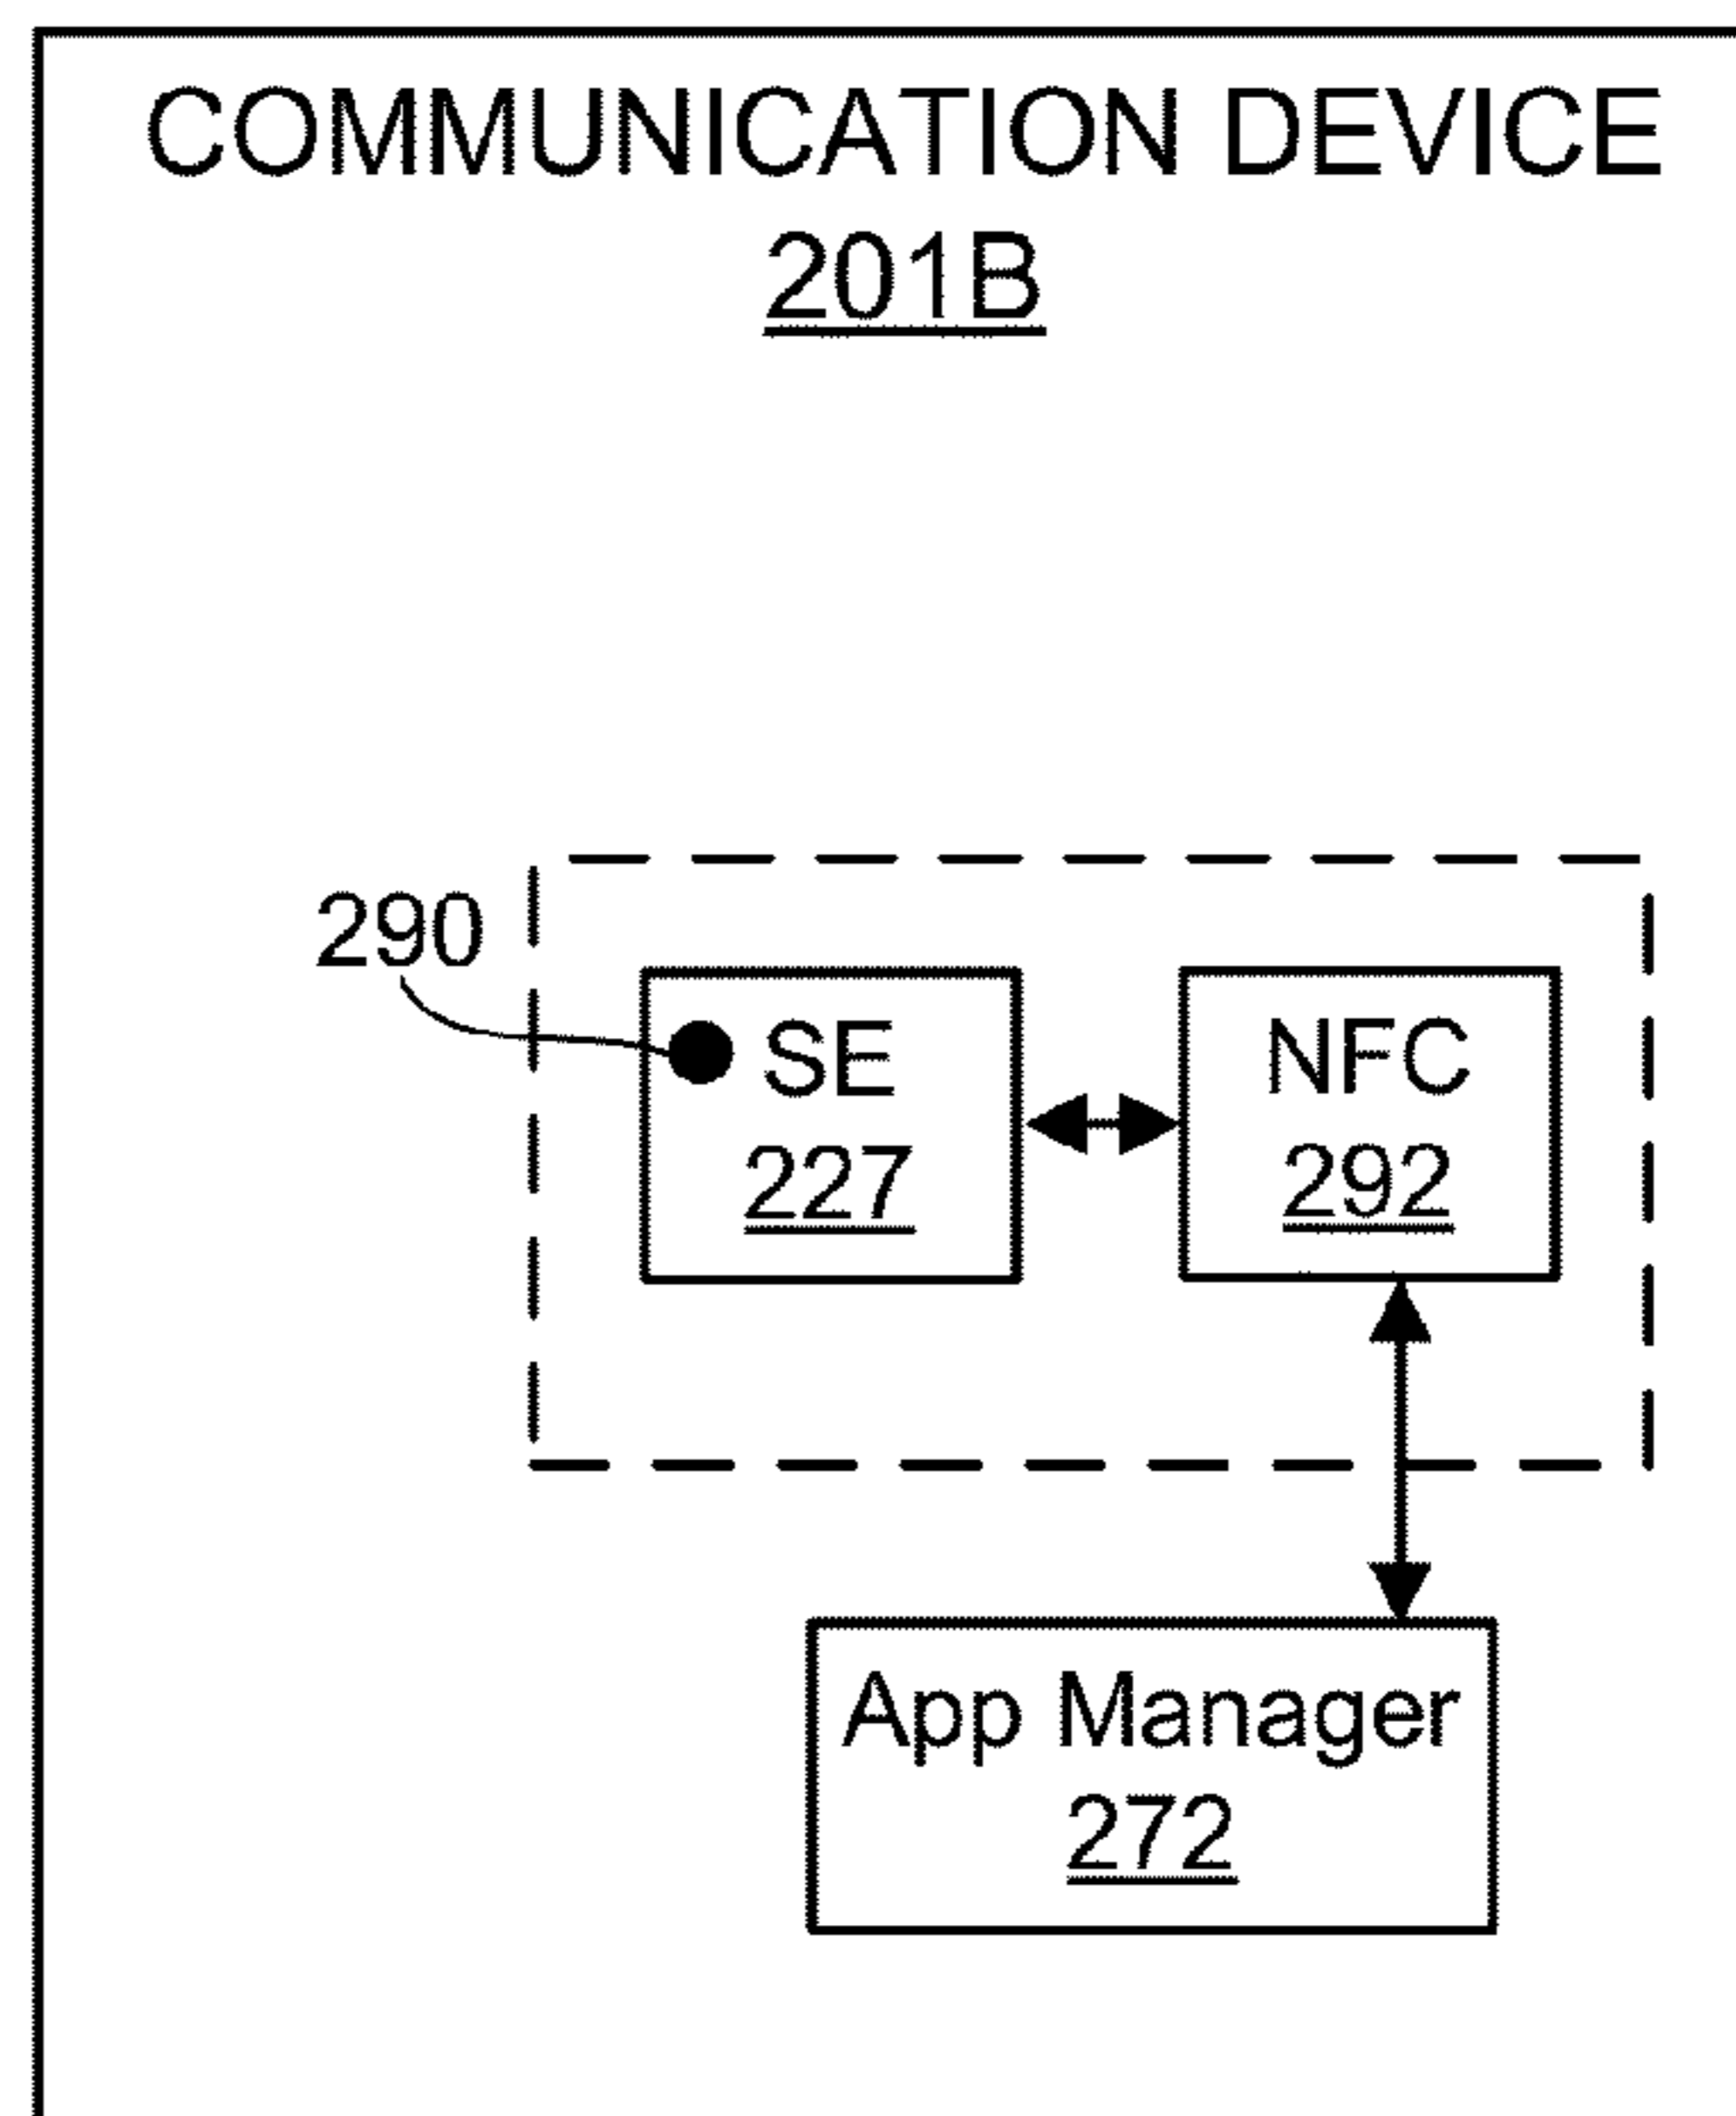 COMMUNICATION DEVICE
201B
290
SE
227
NFC
292
App Manager
272